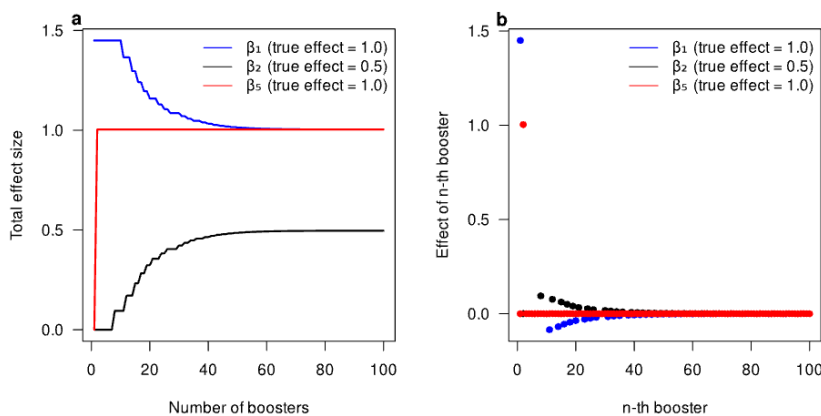 a
β₁ (true effect = 1.0)
β₂ (true effect = 0.5)
β₅ (true effect = 1.0)
Total effect size
1.5
1.0
0.5
0.0
0 20 40 60 80 100
Number of boosters
b
β₁ (true effect = 1.0)
β₂ (true effect = 0.5)
β₅ (true effect = 1.0)
Effect of n-th booster
1.5
1.0
0.5
0.0
0 20 40 60 80 100
n-th booster